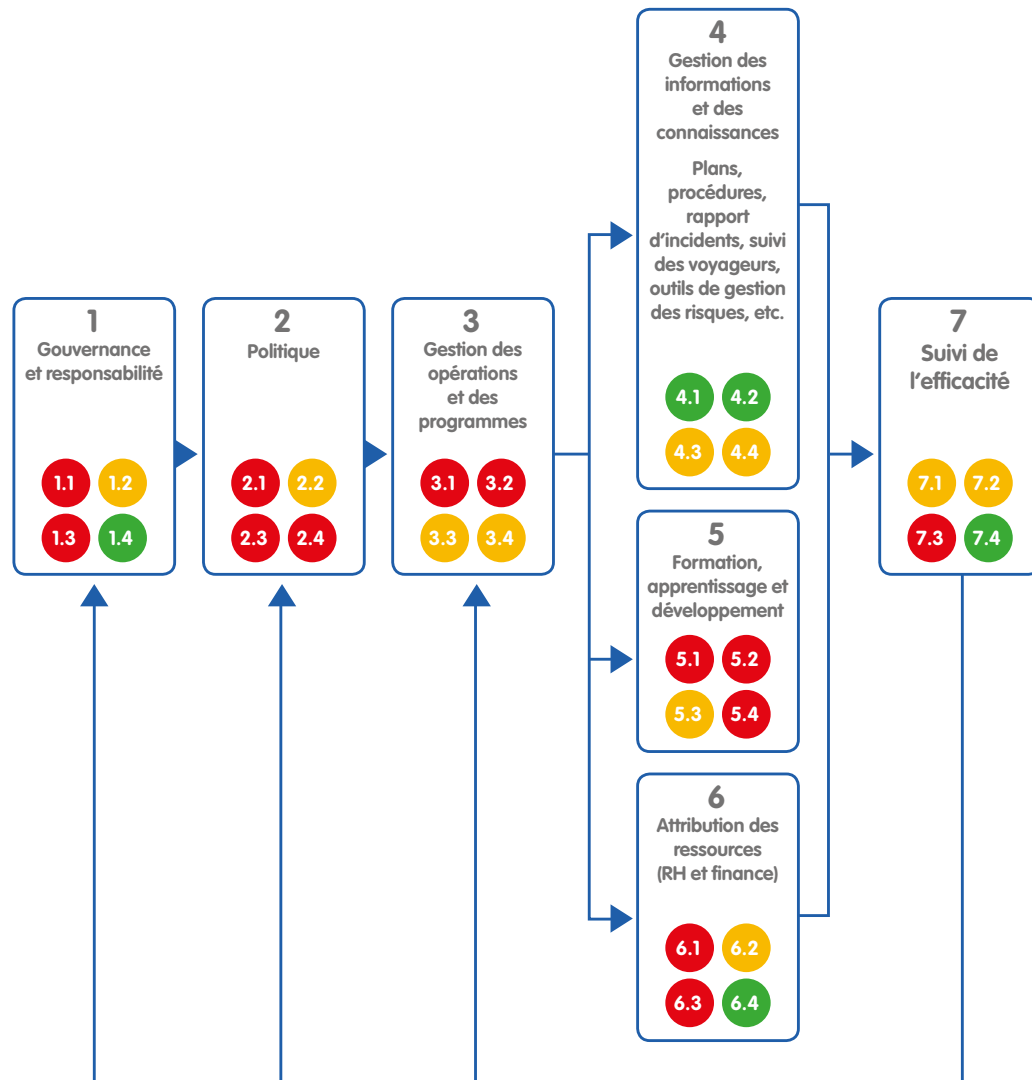 1
Gouvernance
et responsabilité
1.1 1.2
1.3 1.4
2
Politique
2.1 2.2
2.3 2.4
3
Gestion des
opérations
et des
programmes
3.1 3.2
3.3 3.4
4
Gestion des
informations
et des
connaissances
Plans,
procédures,
rapport
d'incidents, suivi
des voyageurs,
outils de gestion
des risques, etc.
4.1 4.2
4.3 4.4
5
Formation,
apprentissage et
développement
5.1 5.2
5.3 5.4
6
Attribution des
ressources
(RH et finance)
6.1 6.2
6.3 6.4
7
Suivi de
l'efficacité
7.1 7.2
7.3 7.4